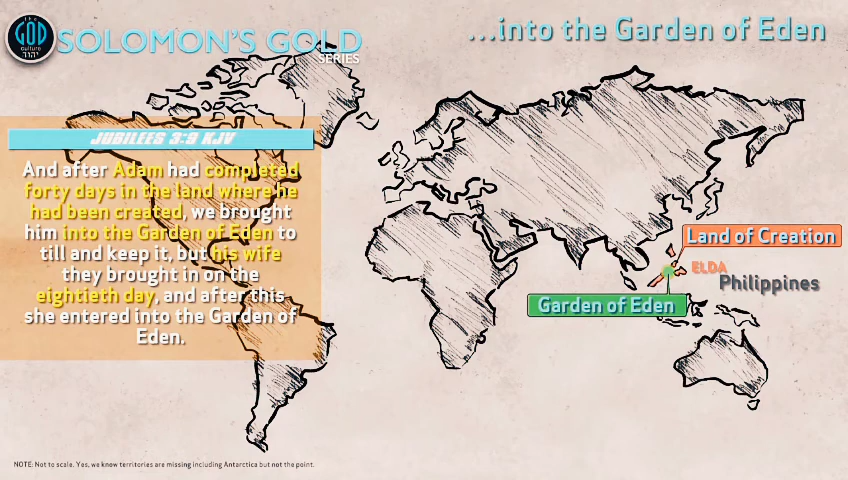 the
GOD
culture
יהוה
SOLOMON'S GOLD
SERIES
...into the Garden of Eden
JUBILEES 3:9 KJV
And after Adam had completed
forty days in the land where he
had been created, we brought
him into the Garden of Eden to
till and keep it, but his wife
they brought in on the
eightieth day, and after this
she entered into the Garden of
Eden.
Land of Creation
ELDA
Philippines
Garden of Eden
NOTE: Not to scale. Yes, we know territories are missing including Antarctica but not the point.